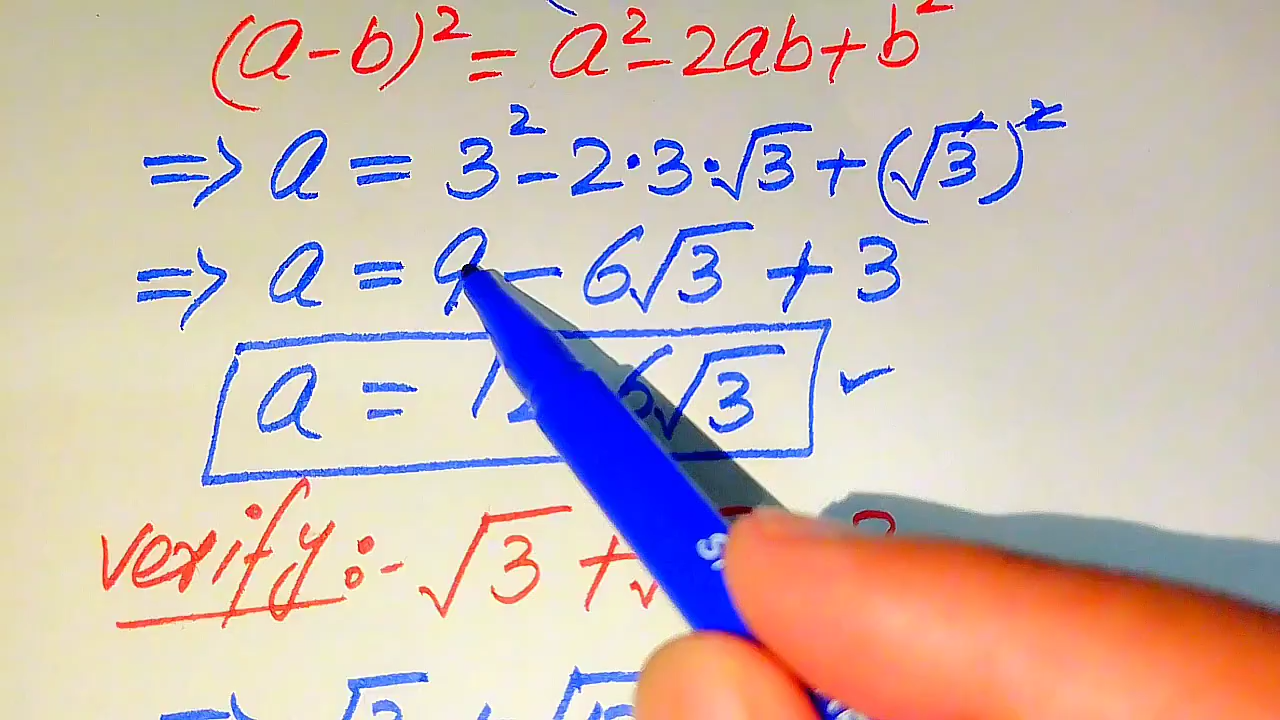 (a-b)² = a²-2ab+b²
=> a = 3²-2·3·√3+(√3)²
=> a = 9-6√3+3
a = 12 6√3 ✓
verify:- √3 +√
=> √